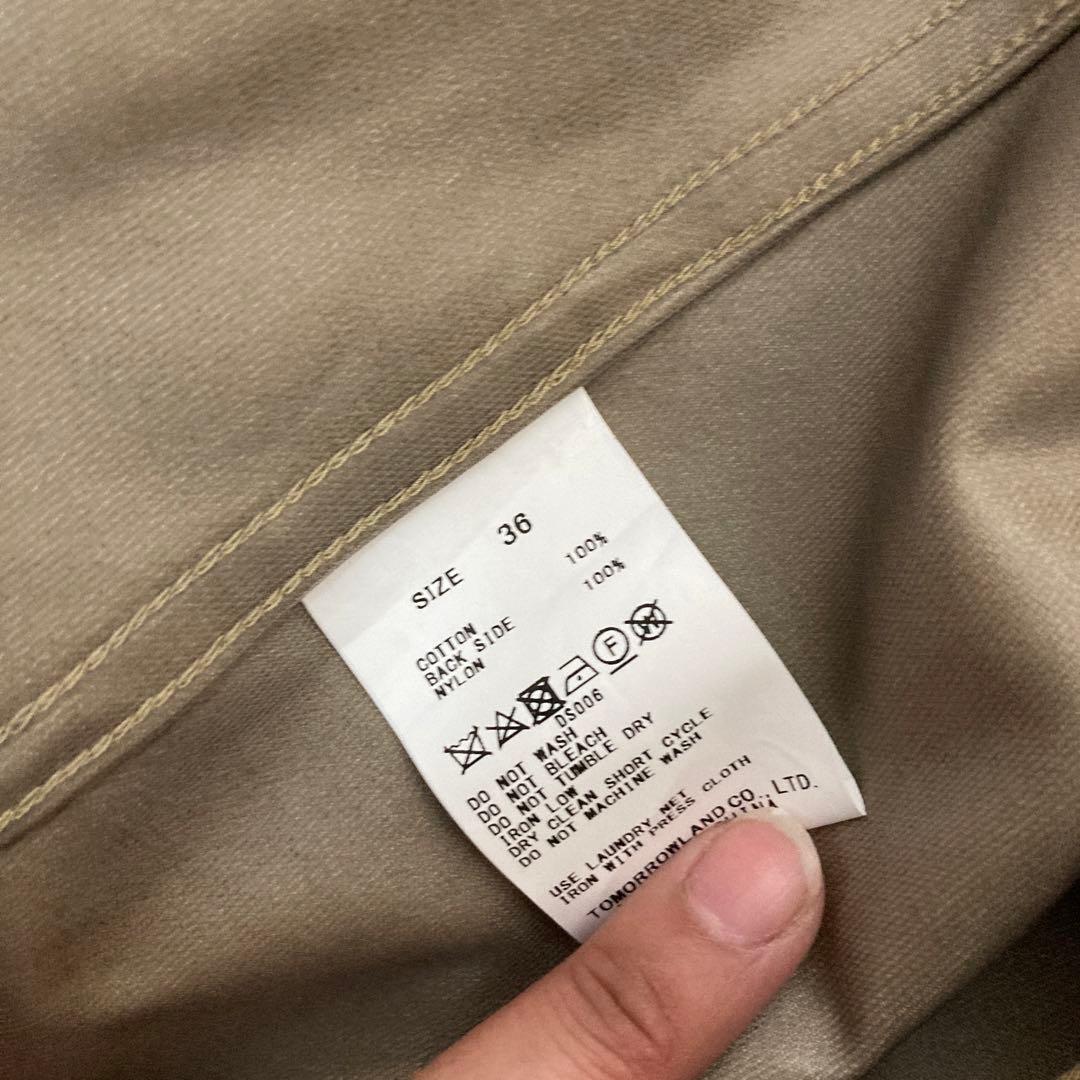 SIZE 36
COTTON 100%
BACK SIDE
NYLON 100%
F
W
DS006
DO NOT WASH
DO NOT BLEACH
DO NOT TUMBLE DRY
IRON LOW
DRY CLEAN SHORT CYCLE
DO NOT MACHINE WASH
USE LAUNDRY NET
IRON WITH PRESS CLOTH
TOMORROWLAND CO., LTD.